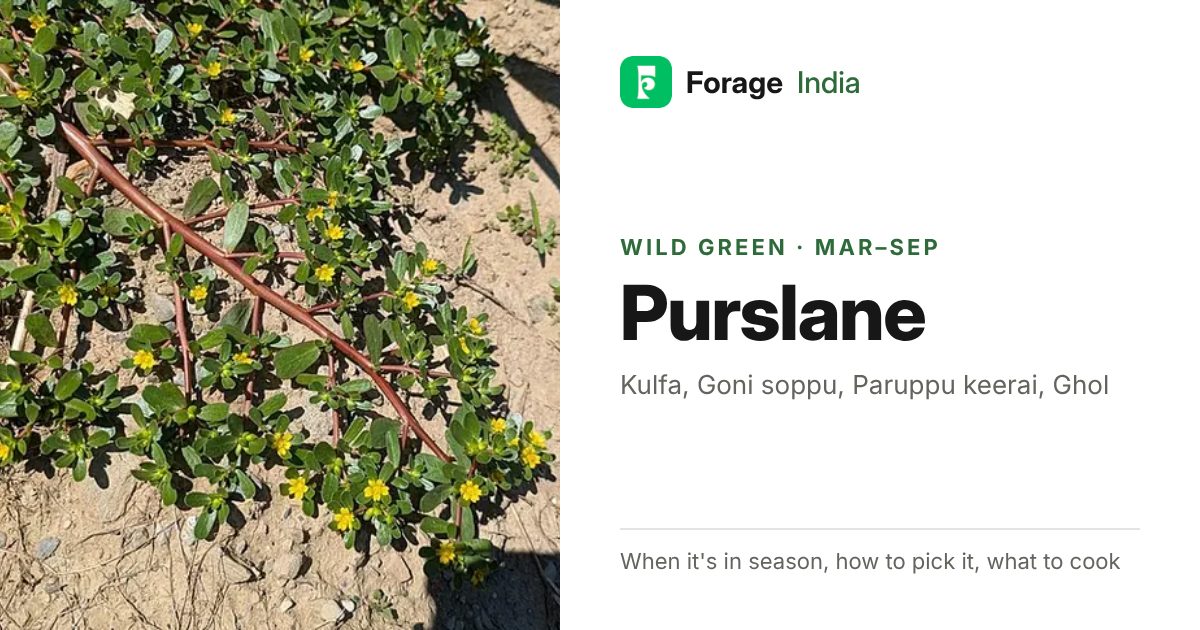 Forage India
WILD GREEN · MAR–SEP
Purslane
Kulfa, Goni soppu, Paruppu keerai, Ghol
When it's in season, how to pick it, what to cook